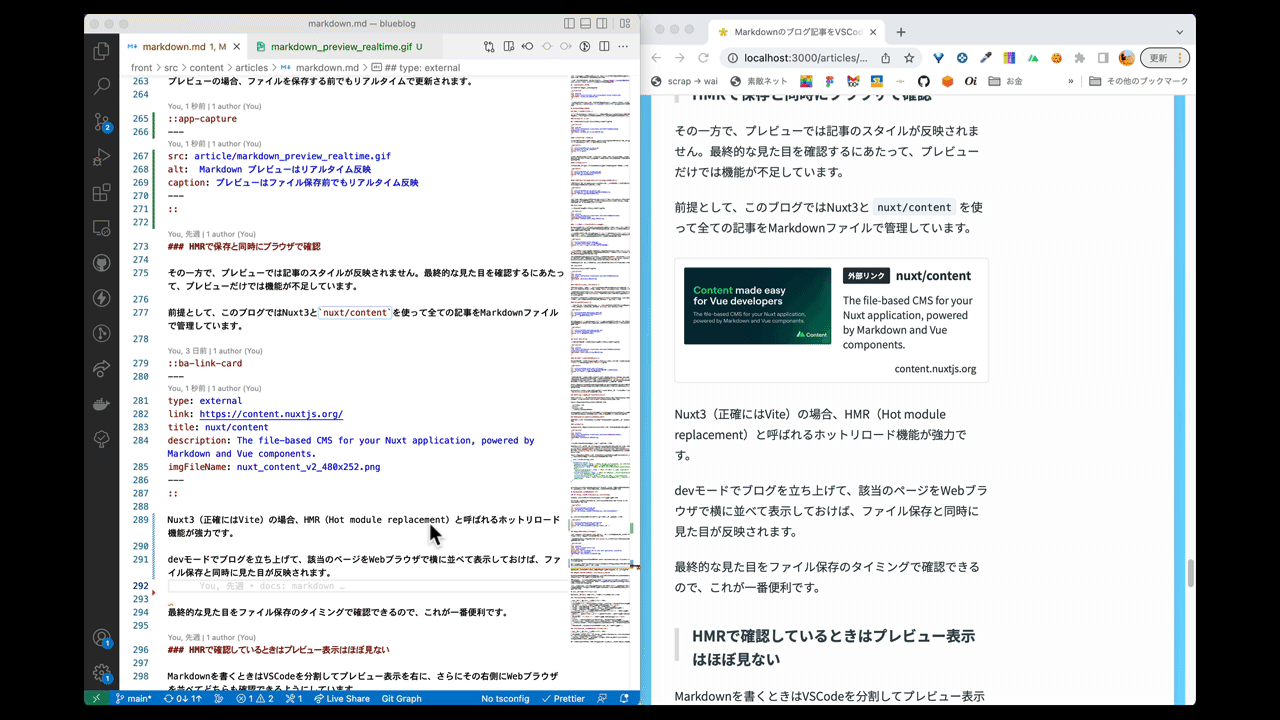 markdown.md — blueblog
markdown.md 1, M
markdown_preview_realtime.gif U
front > src > content > articles > markdown.md > ## type: external
263 プレビューの場合、ファイルを保存する前でもリアルタイムで更新されます。
264
You, 1 秒前 | 1 author (You)
265 ::app-capture
266 ---
You, 1 秒前 | 1 author (You)
267 src: article/markdown_preview_realtime.gif
268 alt: Markdown プレビューはリアルタイム反映
269 caption: プレビューはファイル保存前でもリアルタイム反映
270 ---
271 ::
272
You, 先週 | 1 author (You)
273 ### HMRで保存と同時にブラウザで確認
274
275 その一方で、プレビューでは記事のスタイルが反映されません。最終的な見た目を確認するにあたっ
て、プレビューだけでは機能が不足しています。
276
277 前提として、このブログではNuxt3と`nuxt/content`を使って全ての記事をMarkdownファイル
で管理しています。
278
You, 3 日前 | 1 author (You)
279 ::ba-link-card
280 ---
You, 1 秒前 | 1 author (You)
281 type: external
282 link: https://content.nuxtjs.org/
283 title: nuxt/content
284 description: The file-based CMS for your Nuxt application, powered by
Markdown and Vue components.
285 imgFileName: nuxt_content_v2_480x252.png
286 ---
287 ::
288
289 Nuxt3（正確にはVite）の場合、HMR（Hot module replacement）と呼ばれるホットリロード
機能が強力です。
290
291 devモードでブログを立ち上げて、該当のページをWebブラウザで横に並べて表示しておけば、ファ
イル保存と同時に見た目が反映されます。
292 You, 先週 • docs: markdown
293
294 最終的な見た目をファイル保存のタイミングで確認できるので、これが一番便利です。
295
You, 先週 | 1 author (You)
296 ### HMRで確認しているときはプレビュー表示はほぼ見ない
297
298 Markdownを書くときはVSCodeを分割してプレビュー表示を右に、さらにその右側にWebブラウザ
を並べてどちらも確認できるようにしています。
2
1
1
main* 0↓ 1↑ 1 2 1 Live Share Git Graph No tsconfig Prettier
Markdownのブログ記事をVSCod
localhost:3000/articles/...
更新
scrap → wai 素敵ネット Oi お金 » その他のブックマーク
HMRで保存と同時にブラウザで確認
その一方で、プレビューでは記事のスタイルが反映されま
せん。最終的な見た目を確認するにあたって、プレビュー
だけでは機能が不足しています。
前提として、このブログではNuxt3と nuxt/content を使
って全ての記事をMarkdownファイルで管理しています。
Content made easy
for Vue developers
The file-based CMS for your Nuxt application,
powered by Markdown and Vue components.
Content
外部リンク nuxt/content
The file-based CMS for your
Nuxt application, powered
by Markdown and Vue
components.
content.nuxtjs.org
Nuxt3（正確にはVite）の場合、HMR（Hot module
replacement）と呼ばれるホットリロード機能が強力で
す。
devモードでブログを立ち上げて、該当のページをWebブラ
ウザで横に並べて表示しておけば、ファイル保存と同時に
見た目が反映されます。
最終的な見た目をファイル保存のタイミングで確認できる
ので、これが一番便利です。
HMRで確認しているときはプレビュー表示
はほぼ見ない
Markdownを書くときはVSCodeを分割してプレビュー表示